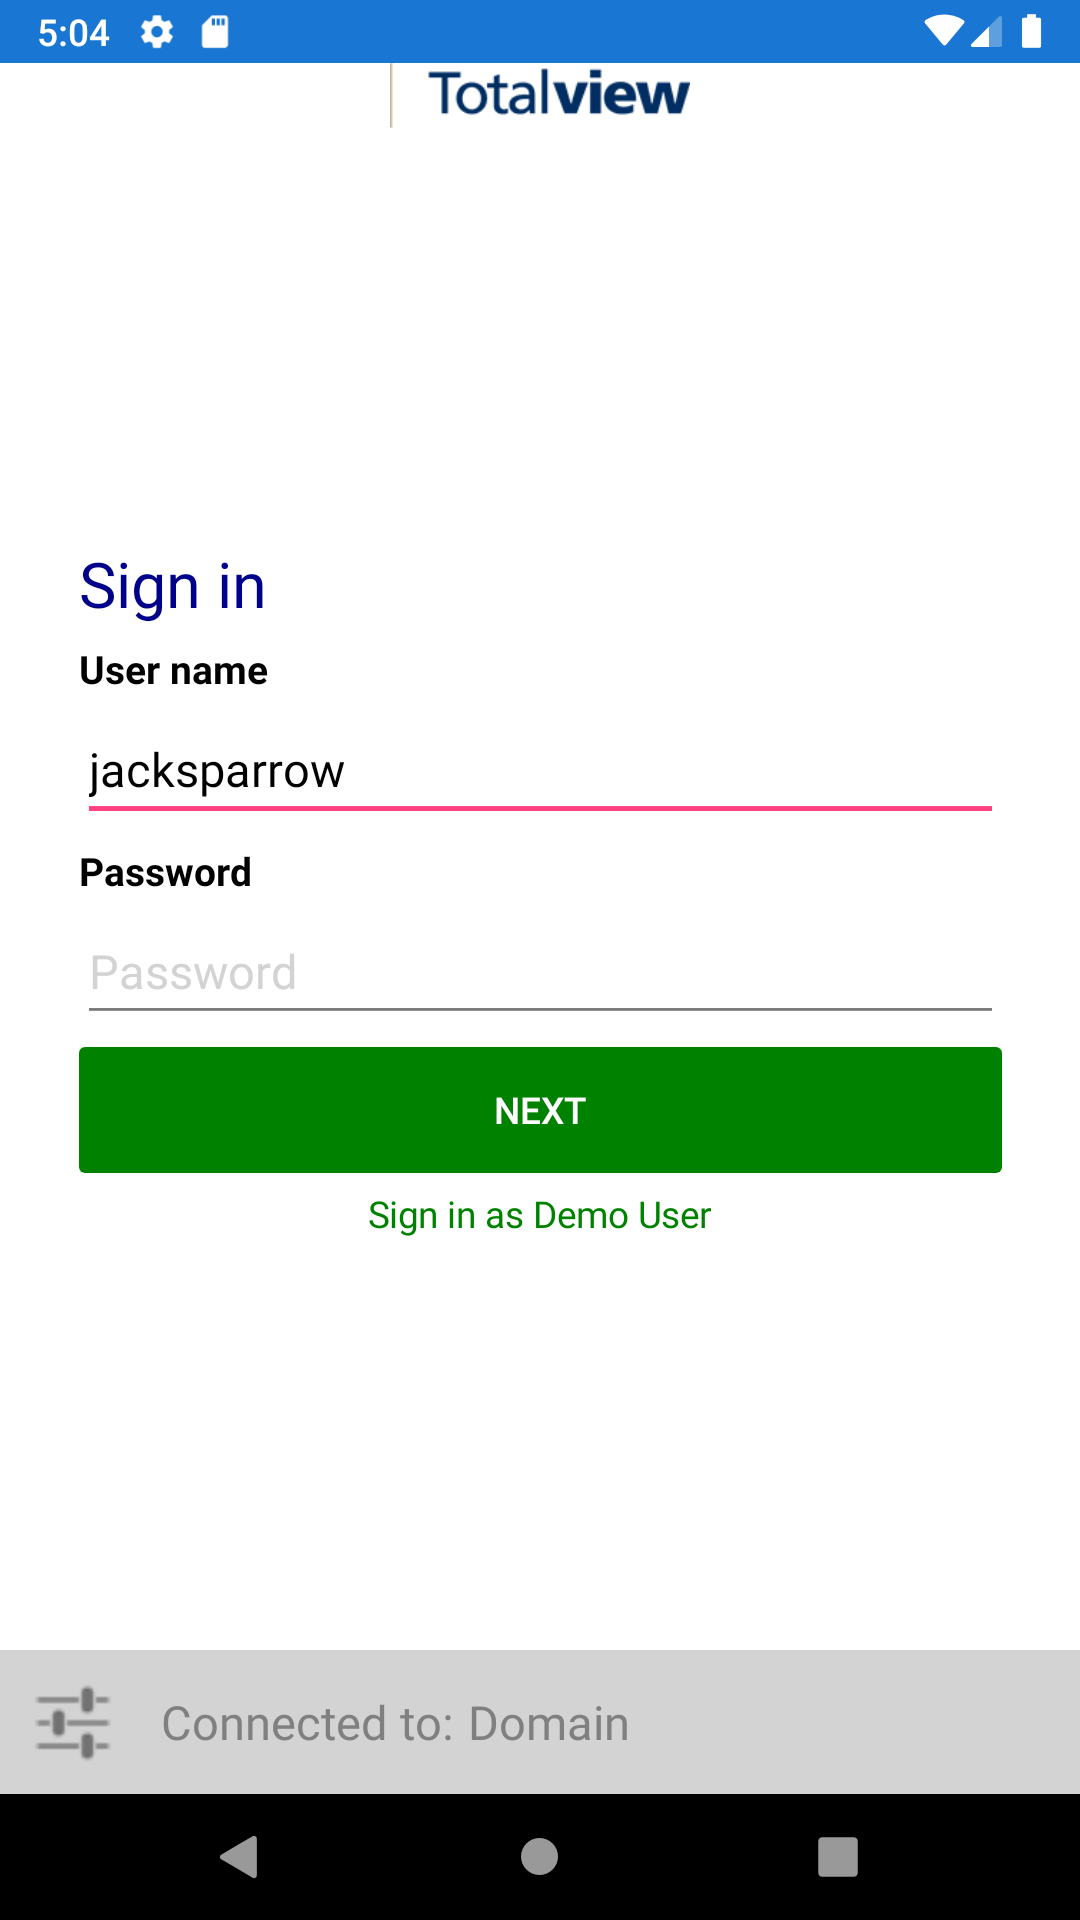 5:04
Totalview
Sign in
User name
jacksparrow
Password
Password
NEXT
Sign in as Demo User
Connected to: Domain